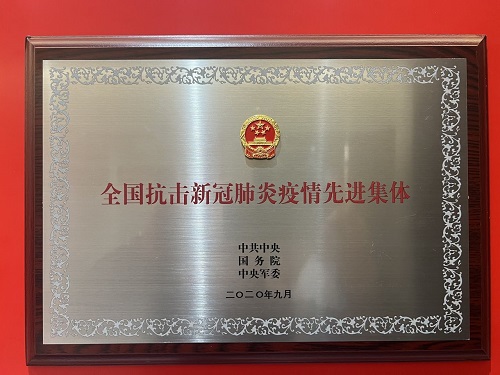 全国抗击新冠肺炎疫情先进集体
中共中央
国务院
中央军委
二〇二〇年九月